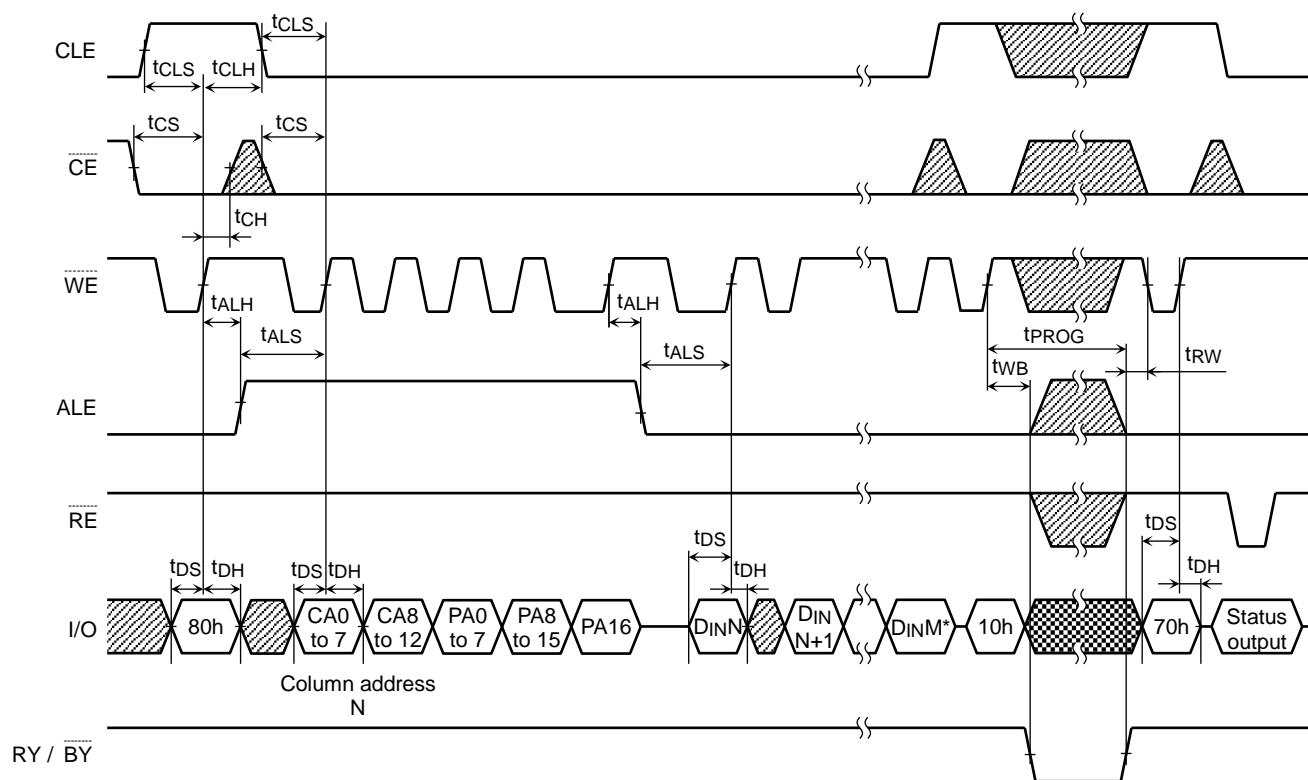 tCLS
CLE
tCLS tCLH
tCS tCS
CE
tCH
WE
tALH tALH
tALS tALS tPROG
tWB tRW
ALE
RE
tDS tDH tDS tDH tDS tDH tDS tDH
I/O
80h
CA0
to 7
CA8
to 12
PA0
to 7
PA8
to 15
PA16
DINN
DIN
N+1
DINM*
10h
70h
Status
output
Column address
N
RY / BY